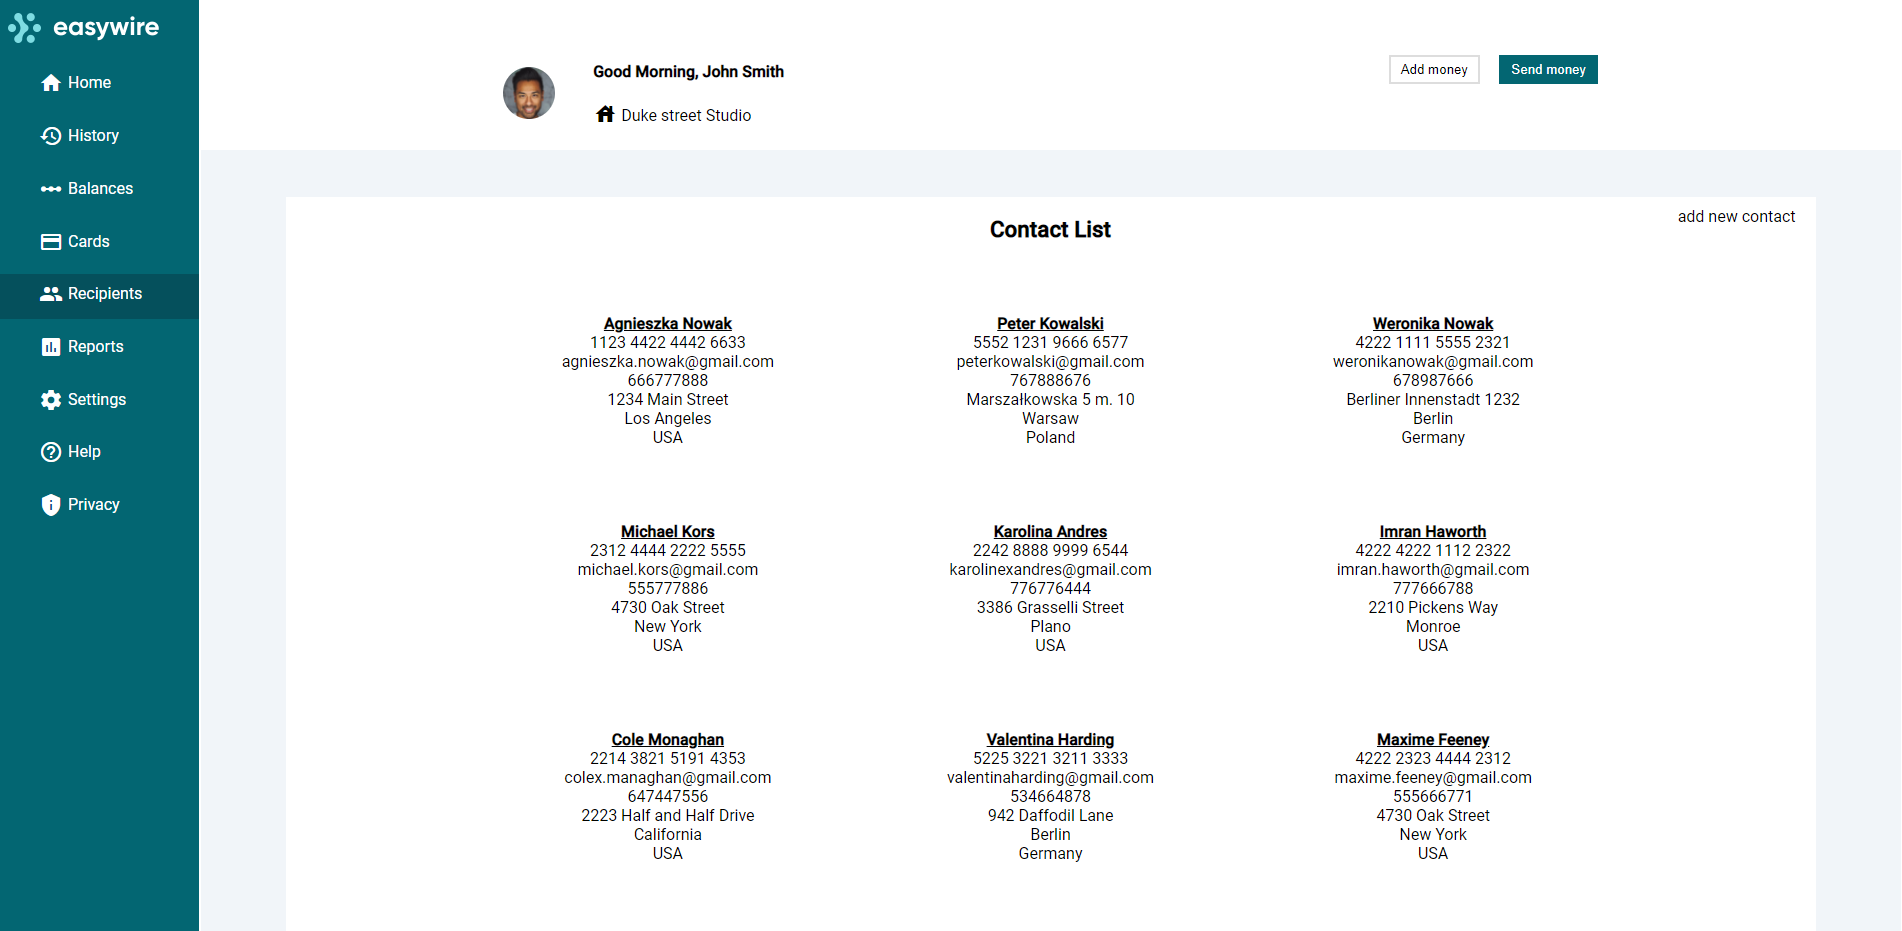 easywire
Home
History
Balances
Cards
Recipients
Reports
Settings
Help
Privacy
Good Morning, John Smith
Duke street Studio
Add money
Send money
Contact List
add new contact
Agnieszka Nowak
1123 4422 4442 6633
agnieszka.nowak@gmail.com
666777888
1234 Main Street
Los Angeles
USA
Peter Kowalski
5552 1231 9666 6577
peterkowalski@gmail.com
767888676
Marszałkowska 5 m. 10
Warsaw
Poland
Weronika Nowak
4222 1111 5555 2321
weronikanowak@gmail.com
678987666
Berliner Innenstadt 1232
Berlin
Germany
Michael Kors
2312 4444 2222 5555
michael.kors@gmail.com
555777886
4730 Oak Street
New York
USA
Karolina Andres
2242 8888 9999 6544
karolinexandres@gmail.com
776776444
3386 Grasselli Street
Plano
USA
Imran Haworth
4222 4222 1112 2322
imran.haworth@gmail.com
777666788
2210 Pickens Way
Monroe
USA
Cole Monaghan
2214 3821 5191 4353
colex.managhan@gmail.com
647447556
2223 Half and Half Drive
California
USA
Valentina Harding
5225 3221 3211 3333
valentinaharding@gmail.com
534664878
942 Daffodil Lane
Berlin
Germany
Maxime Feeney
4222 2323 4444 2312
maxime.feeney@gmail.com
555666771
4730 Oak Street
New York
USA